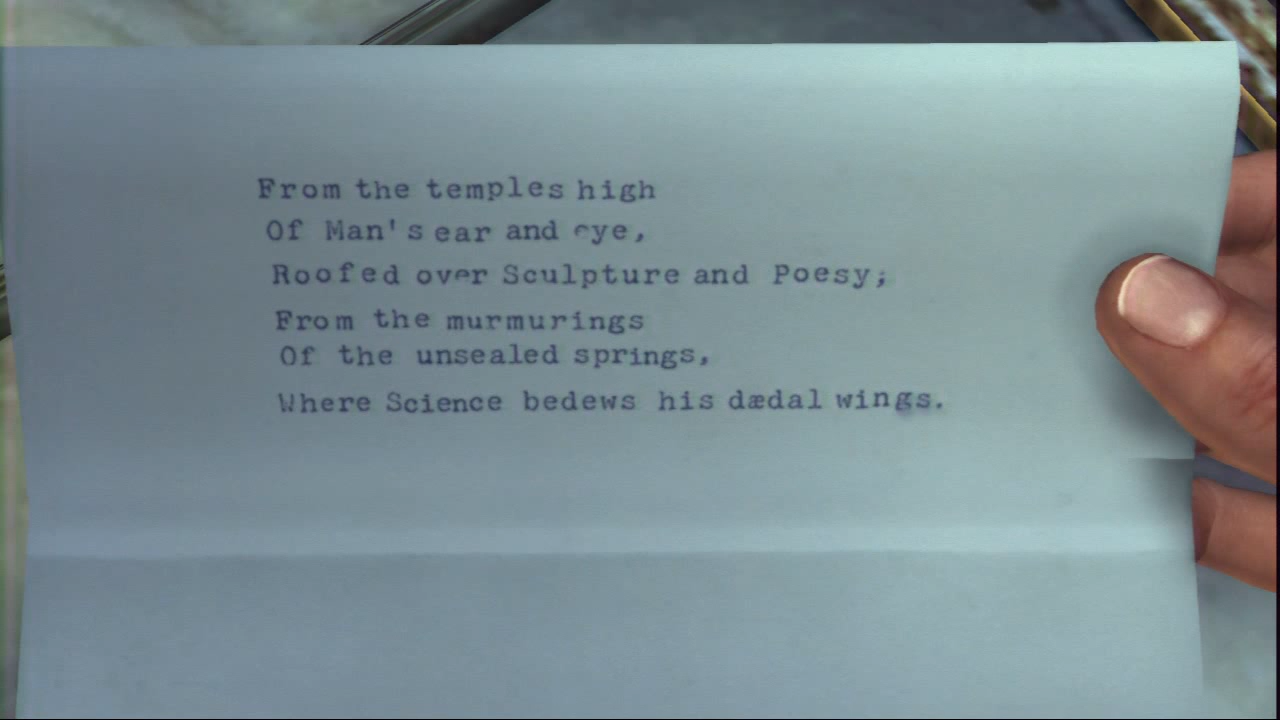 From the temples high
Of Man's ear and eye,
Roofed over Sculpture and Poesy;
From the murmurings
Of the unsealed springs,
Where Science bedews his dædal wings.